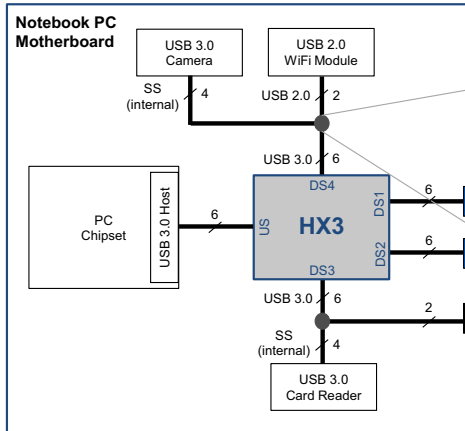 Notebook PC
Motherboard
USB 3.0
Camera
USB 2.0
WiFi Module
SS
(internal)
4
USB 2.0
2
USB 3.0
6
DS4
PC
Chipset
USB 3.0 Host
6
US
HX3
DS1
6
DS2
6
DS3
USB 3.0
6
2
SS
(internal)
4
USB 3.0
Card Reader